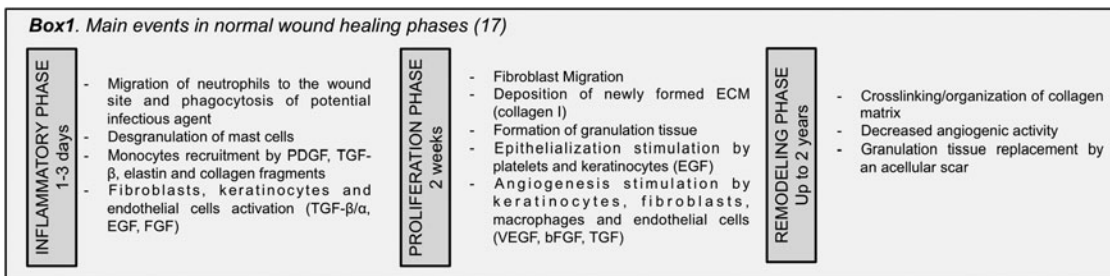 Box1. Main events in normal wound healing phases (17)
INFLAMMATORY PHASE
1-3 days
- Migration of neutrophils to the wound
site and phagocytosis of potential
infectious agent
- Desgranulation of mast cells
- Monocytes recruitment by PDGF, TGF-
β, elastin and collagen fragments
- Fibroblasts, keratinocytes and
endothelial cells activation (TGF-β/α,
EGF, FGF)
PROLIFERATION PHASE
2 weeks
- Fibroblast Migration
- Deposition of newly formed ECM
(collagen I)
- Formation of granulation tissue
- Epithelialization stimulation by
platelets and keratinocytes (EGF)
- Angiogenesis stimulation by
keratinocytes, fibroblasts,
macrophages and endothelial cells
(VEGF, bFGF, TGF)
REMODELING PHASE
Up to 2 years
- Crosslinking/organization of collagen
matrix
- Decreased angiogenic activity
- Granulation tissue replacement by
an acellular scar